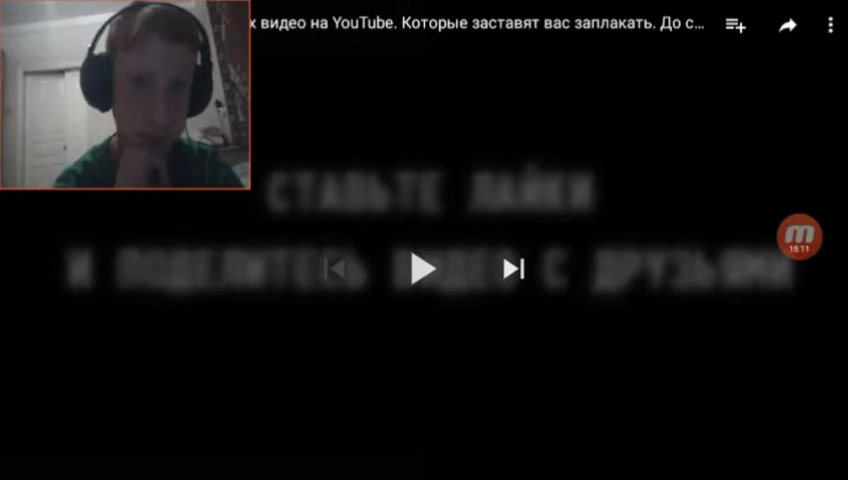 х видео на YouTube. Которые заставят вас заплакать. До с...
СТАВЬТЕ ЛАЙКИ
И ПОДЕЛИТЕСЬ ВИДЕО С ДРУЗЬЯМИ
m
15:11